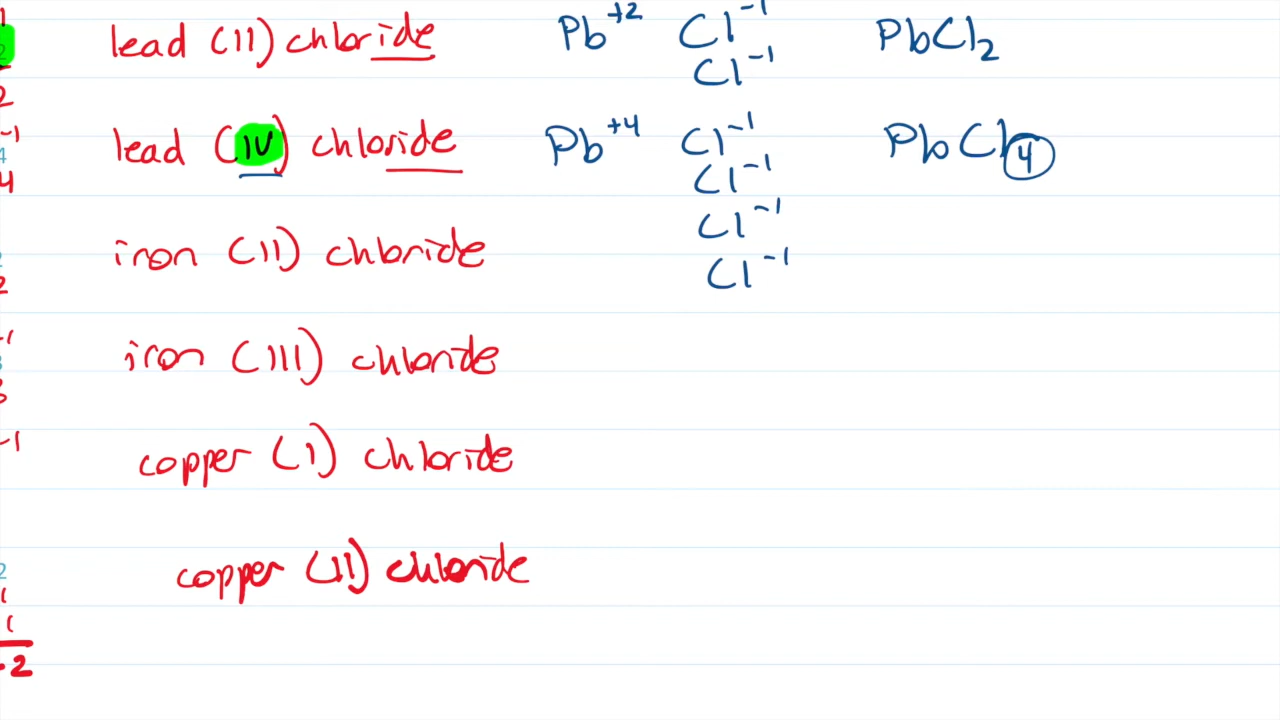 lead (II) chloride Pb+2 Cl-1 PbCl2
Cl-1
lead (IV) chloride Pb+4 Cl-1 PbCl4
Cl-1
iron (II) chloride Cl-1
Cl-1
iron (III) chloride
copper (I) chloride
copper (II) chloride
-2